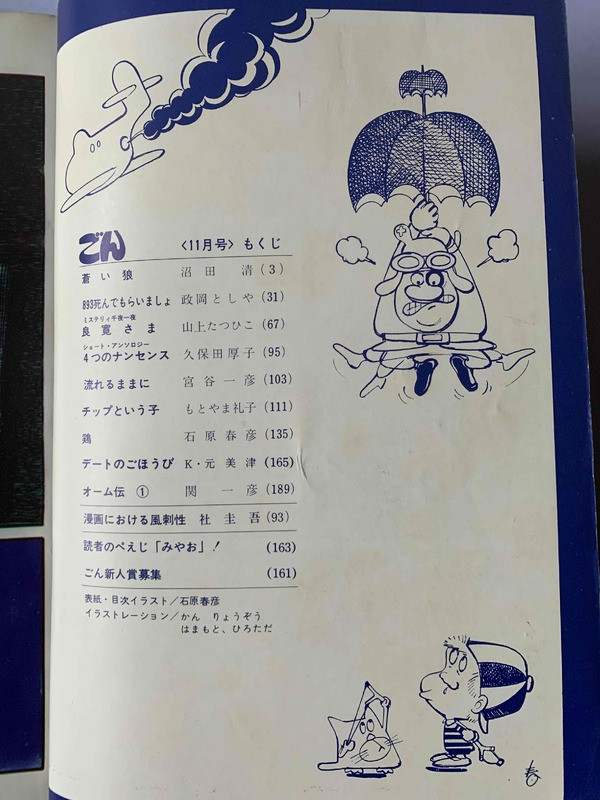 ごん 〈11月号〉もくじ
蒼い狼 沼田 清(3)
893死んでもらいましょ 政岡としや(31)
ミステリィ千夜一夜
良寛さま 山上たつひこ(67)
ショート・アンソロジー
4つのナンセンス 久保田厚子(95)
流れるままに 宮谷一彦(103)
チップという子 もとやま礼子(111)
鶏 石原春彦(135)
デートのごほうび K・元美津(165)
オーム伝 ① 関 一彦(189)
漫画における風刺性 社 圭吾(93)
読者のぺえじ「みやお」! (163)
ごん新人賞募集 (161)
表紙・目次イラスト/石原春彦
イラストレーション/かん りょうぞう
はまもと、ひろただ